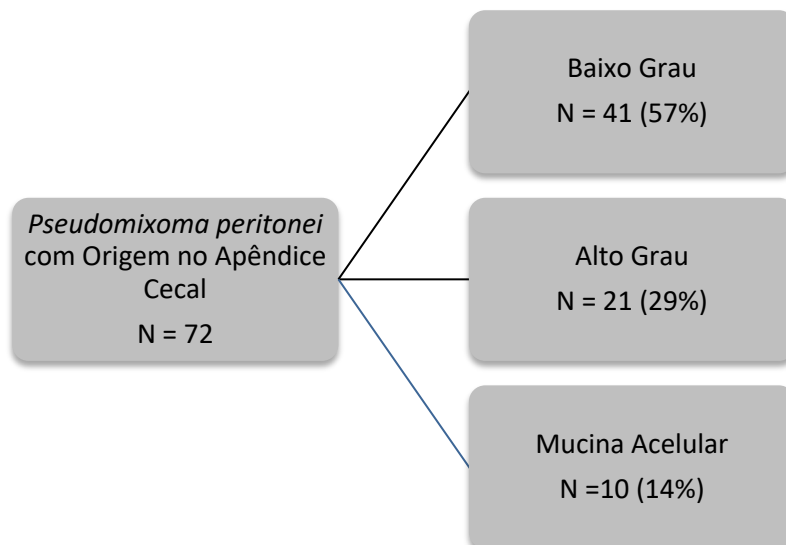 Pseudomixoma peritonei
com Origem no Apêndice
Cecal
N = 72
Baixo Grau
N = 41 (57%)
Alto Grau
N = 21 (29%)
Mucina Acelular
N =10 (14%)